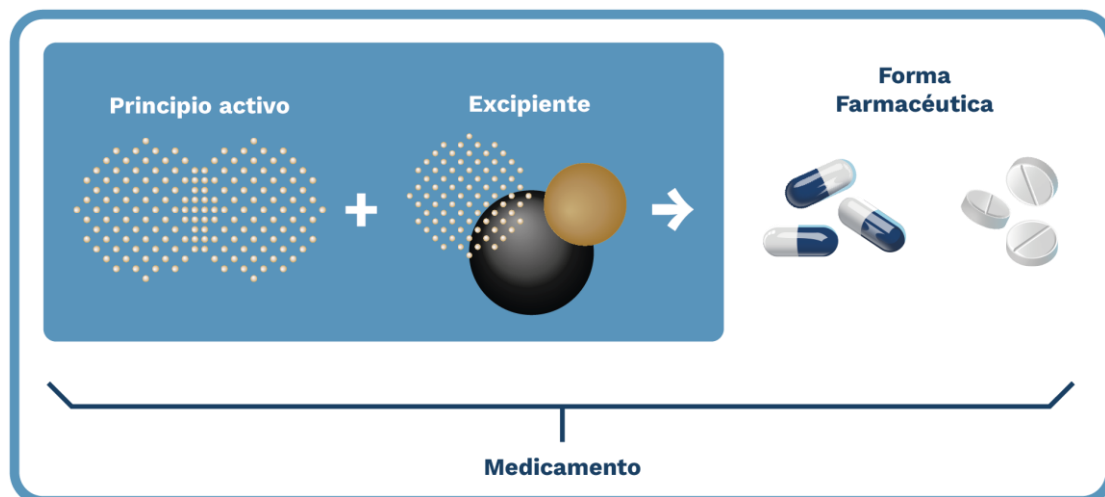 Principio activo
Excipiente
Forma
Farmacéutica
Medicamento